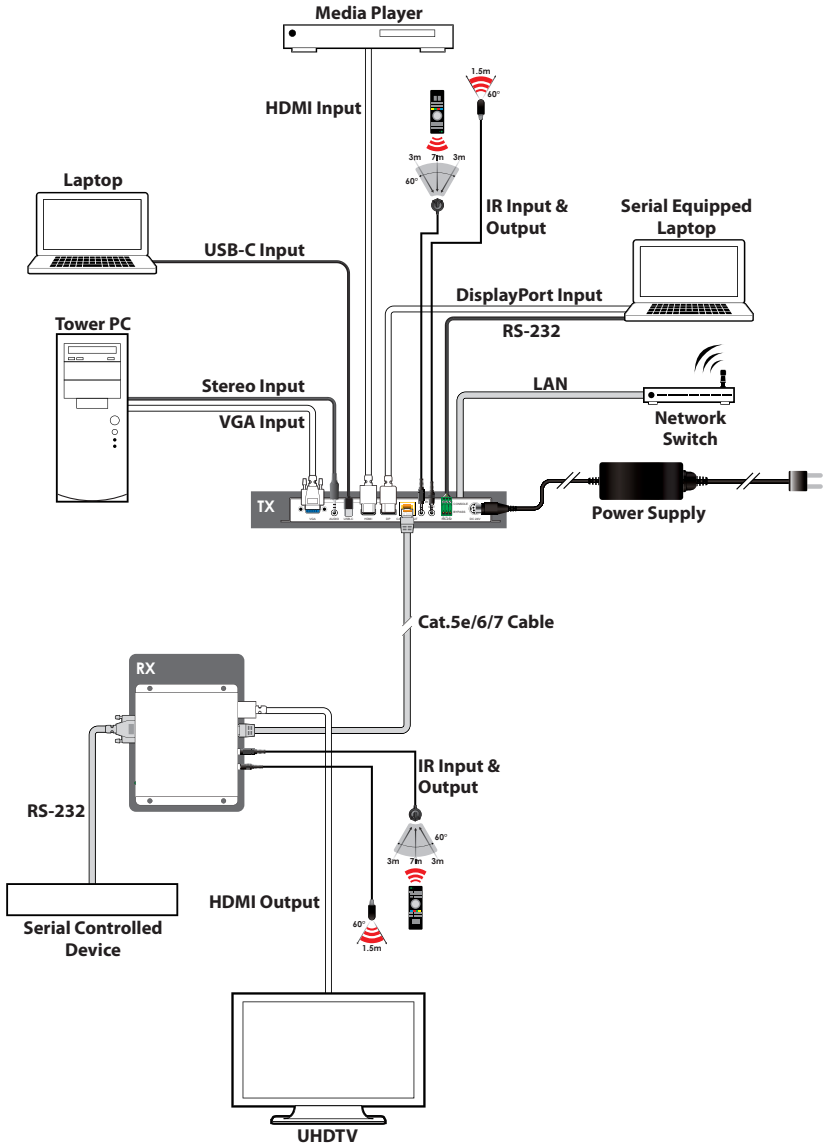 Media Player
HDMI Input
1.5m
60°
3m 7m 3m
60°
IR Input &
Output
Laptop
USB-C Input
Serial Equipped
Laptop
DisplayPort Input
RS-232
Tower PC
Stereo Input
VGA Input
LAN
Network
Switch
TX
Power Supply
Cat.5e/6/7 Cable
RX
IR Input &
Output
RS-232
60°
3m 7m 3m
HDMI Output
60°
1.5m
Serial Controlled
Device
UHDTV